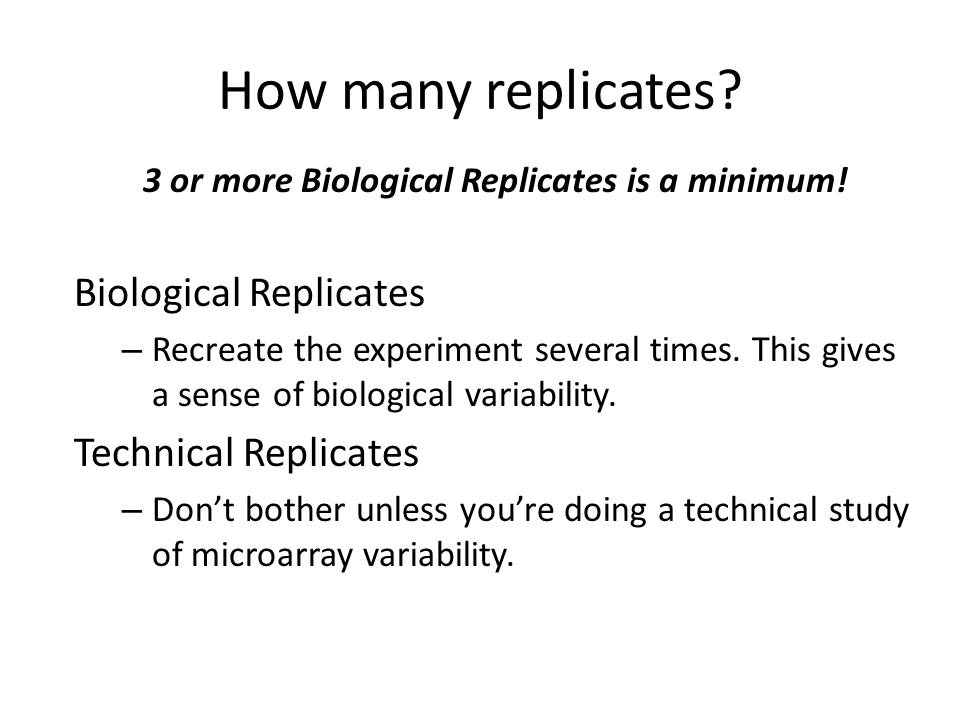 How many replicates?
3 or more Biological Replicates is a minimum!
Biological Replicates
– Recreate the experiment several times. This gives
a sense of biological variability.
Technical Replicates
– Don’t bother unless you’re doing a technical study
of microarray variability.